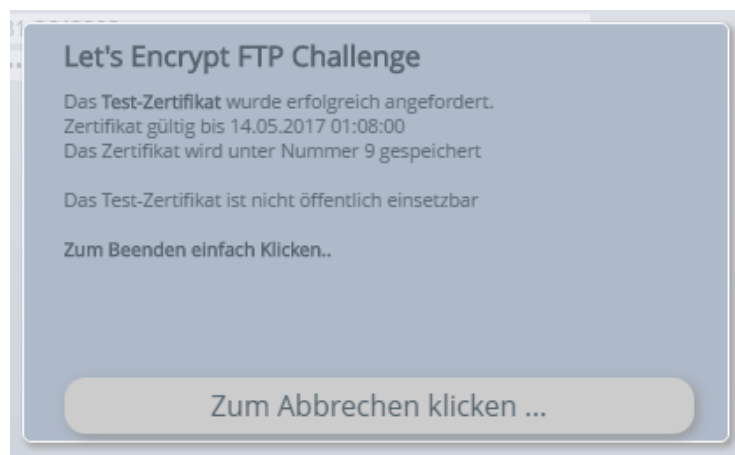 Let's Encrypt FTP Challenge
Das Test-Zertifikat wurde erfolgreich angefordert.
Zertifikat gültig bis 14.05.2017 01:08:00
Das Zertifikat wird unter Nummer 9 gespeichert
Das Test-Zertifikat ist nicht öffentlich einsetzbar
Zum Beenden einfach Klicken..
Zum Abbrechen klicken ...